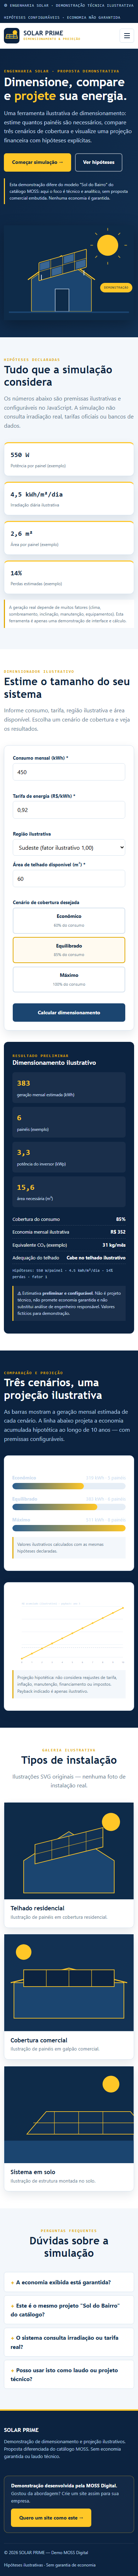 ⚙ ENGENHARIA SOLAR — DEMONSTRAÇÃO TÉCNICA ILUSTRATIVA
HIPÓTESES CONFIGURÁVEIS · ECONOMIA NÃO GARANTIDA
SOLAR PRIME
DIMENSIONAMENTO & PROPOSTA
ENGENHARIA SOLAR · PROPOSTA DEMONSTRATIVA
Dimensione, compare e projete sua energia.
Uma ferramenta ilustrativa de dimensionamento:
estime quantos painéis são necessários, compare
três cenários de cobertura e visualize uma projeção
hipotética de economia.
Começar simulação →
Ver hipóteses
Esta demonstração difere do modelo "Sol do Bairro" do
catálogo MOSS: aqui o foco é técnico e analítico, sem proposta
comercial embutida. Nenhuma economia é garantida.
DEMONSTRAÇÃO
HIPÓTESES DECLARADAS
Tudo que a simulação
considera
Os números abaixo são premissas ilustrativas e
configuráveis no JavaScript. A simulação não
consulta irradiação real, tarifas oficiais ou bancos de
dados.
550 W
Potência por painel (exemplo)
4,5 kWh/m²/dia
Irradiação diária ilustrativa
2,6 m²
Área por painel (exemplo)
14%
Perdas estimadas (exemplo)
A geração real depende de muitos fatores (clima,
sombreamento, inclinação, manutenção, equipamentos). Esta
ferramenta é apenas uma demonstração de interface e cálculo.
DIMENSIONADOR ILUSTRATIVO
Estime o tamanho do seu
sistema
Informe consumo, tarifa, região ilustrativa e área
disponível. Escolha um cenário de cobertura e veja
os resultados.
Consumo mensal (kWh) *
450
Tarifa de energia (R$/kWh) *
0,92
Região ilustrativa
Sudeste (fator ilustrativo 1,00)
Área de telhado disponível (m²) *
60
Cenário de cobertura desejada
Econômico
Equilibrado
Máximo
100% do consumo
Calcular dimensionamento
RESULTADO PRELIMINAR
Dimensionamento ilustrativo
383
geração mensal estimada (kWh)
6
painéis (exemplo)
3,3
potência do inversor (kWp)
15,6
área necessária (m²)
Cobertura do consumo 85%
Economia mensal ilustrativa R$ 352
Equivalente CO₂ (exemplo) 31 kg/mês
Adequação do telhado Cabe no telhado ilustrativo
⚠ Estimativa preliminar e configurável. Não é projeto
técnico, não promete economia garantida e não
substitui análise de engenharia responsável. Valores
fictícios para demonstração.
COMPARAÇÃO E PROJEÇÃO
Três cenários, uma
projeção ilustrativa
As barras mostram a geração mensal estimada de
cada cenário. A linha abaixo projeta a economia
acumulada hipotética ao longo de 10 anos — com
premissas configuráveis.
Valores ilustrativos calculados com as mesmas
hipóteses declaradas.
Projeção hipotética: não considera reajustes de tarifa,
inflação, manutenção, financiamento ou impostos.
Payback indicado é apenas ilustrativo.
GALERIA ILUSTRATIVA
Tipos de instalação
Ilustrações SVG originais — nenhuma foto de
instalação real.
Telhado residencial
Ilustração de painéis em cobertura residencial.
Cobertura comercial
Ilustração de painéis em galpão comercial.
Sistema em solo
Ilustração de estrutura montada no solo.
PERGUNTAS FREQUENTES
Dúvidas sobre a
simulação
A economia exibida está garantida?
Este é o mesmo projeto "Sol do Bairro"
do catálogo?
O sistema consulta irradiação ou tarifa
real?
Posso usar isto como laudo ou projeto
técnico?
SOLAR PRIME
Demonstração de dimensionamento e projeção ilustrativos.
Proposta diferenciada do catálogo MOSS. Sem economia
garantida ou laudo técnico.
Demonstração desenvolvida pela MOSS Digital.
Gostou da abordagem? Crie um site assim para sua
empresa.
Quero um site como este →
© 2026 SOLAR PRIME — Demo MOSS Digital
Hipóteses ilustrativas · Sem garantia de economia